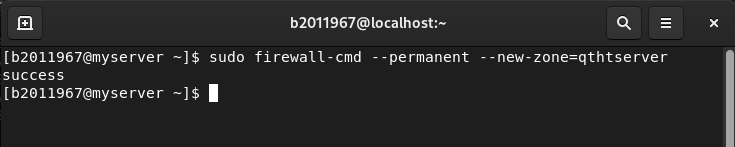 b2011967@localhost:~
[b2011967@myserver ~]$ sudo firewall-cmd --permanent --new-zone=qthtserver
success
[b2011967@myserver ~]$